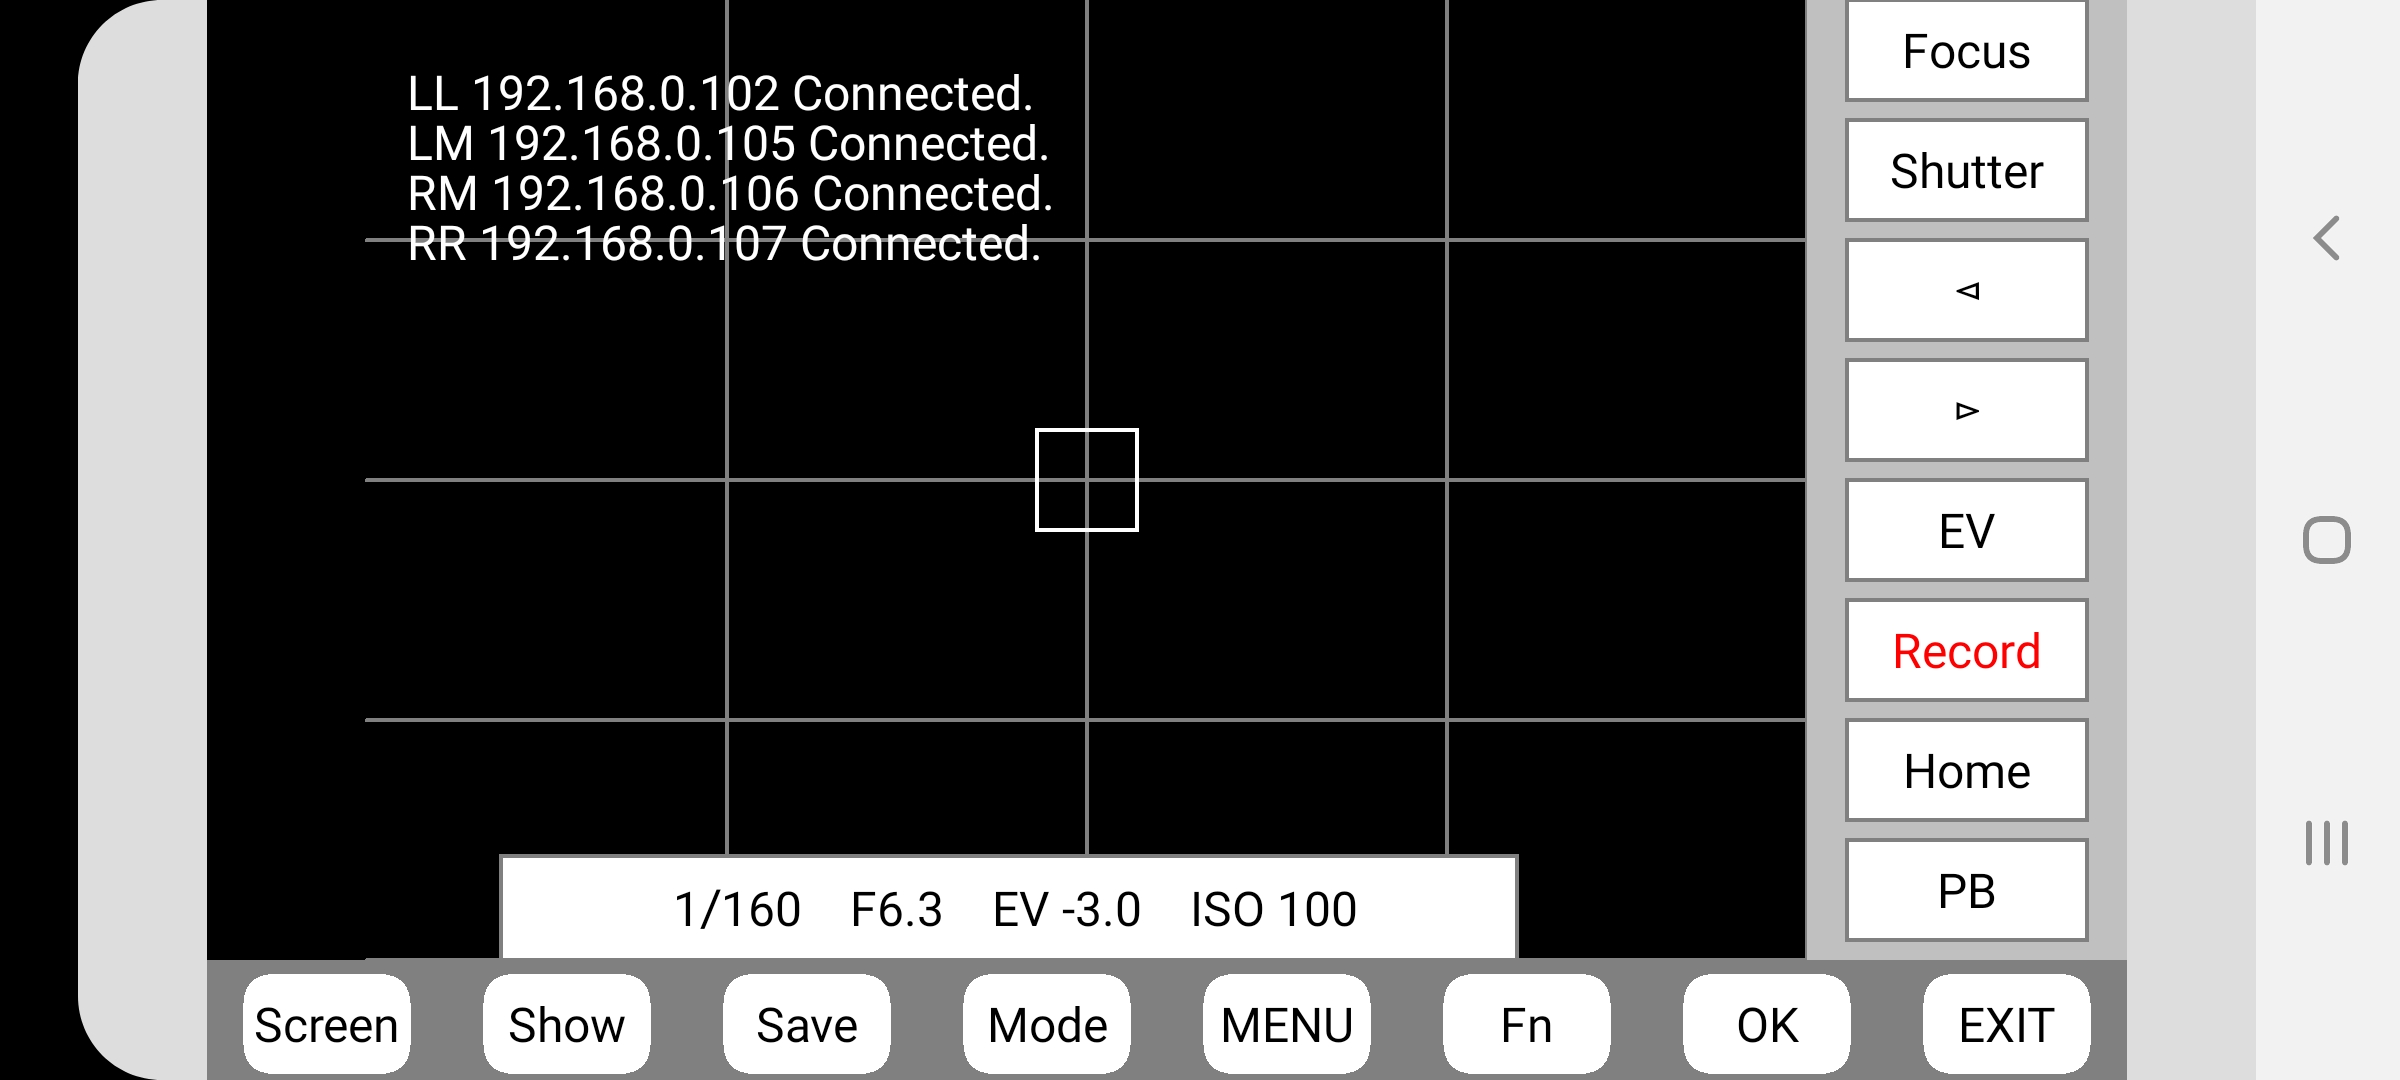 LL 192.168.0.102 Connected.
LM 192.168.0.105 Connected.
RM 192.168.0.106 Connected.
RR 192.168.0.107 Connected.
Focus
Shutter
◃
▹
EV
Record
Home
PB
1/160 F6.3 EV -3.0 ISO 100
Screen Show Save Mode MENU Fn OK EXIT